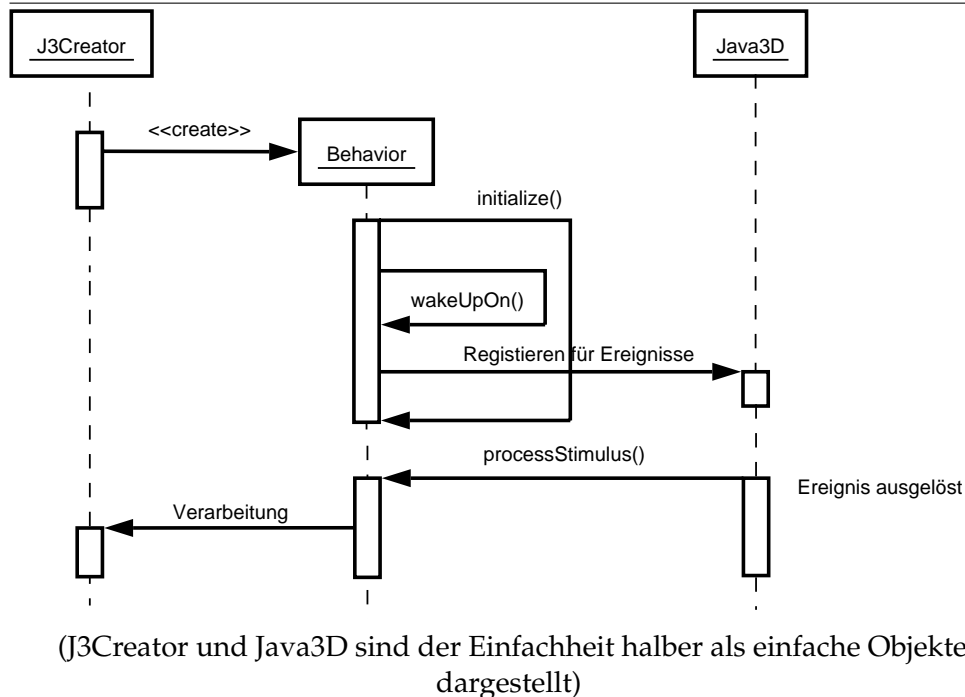 J3Creator
Java3D
<<create>>
Behavior
initialize()
wakeUpOn()
Registieren für Ereignisse
processStimulus()
Ereignis ausgelöst
Verarbeitung
(J3Creator und Java3D sind der Einfachheit halber als einfache Objekte
dargestellt)